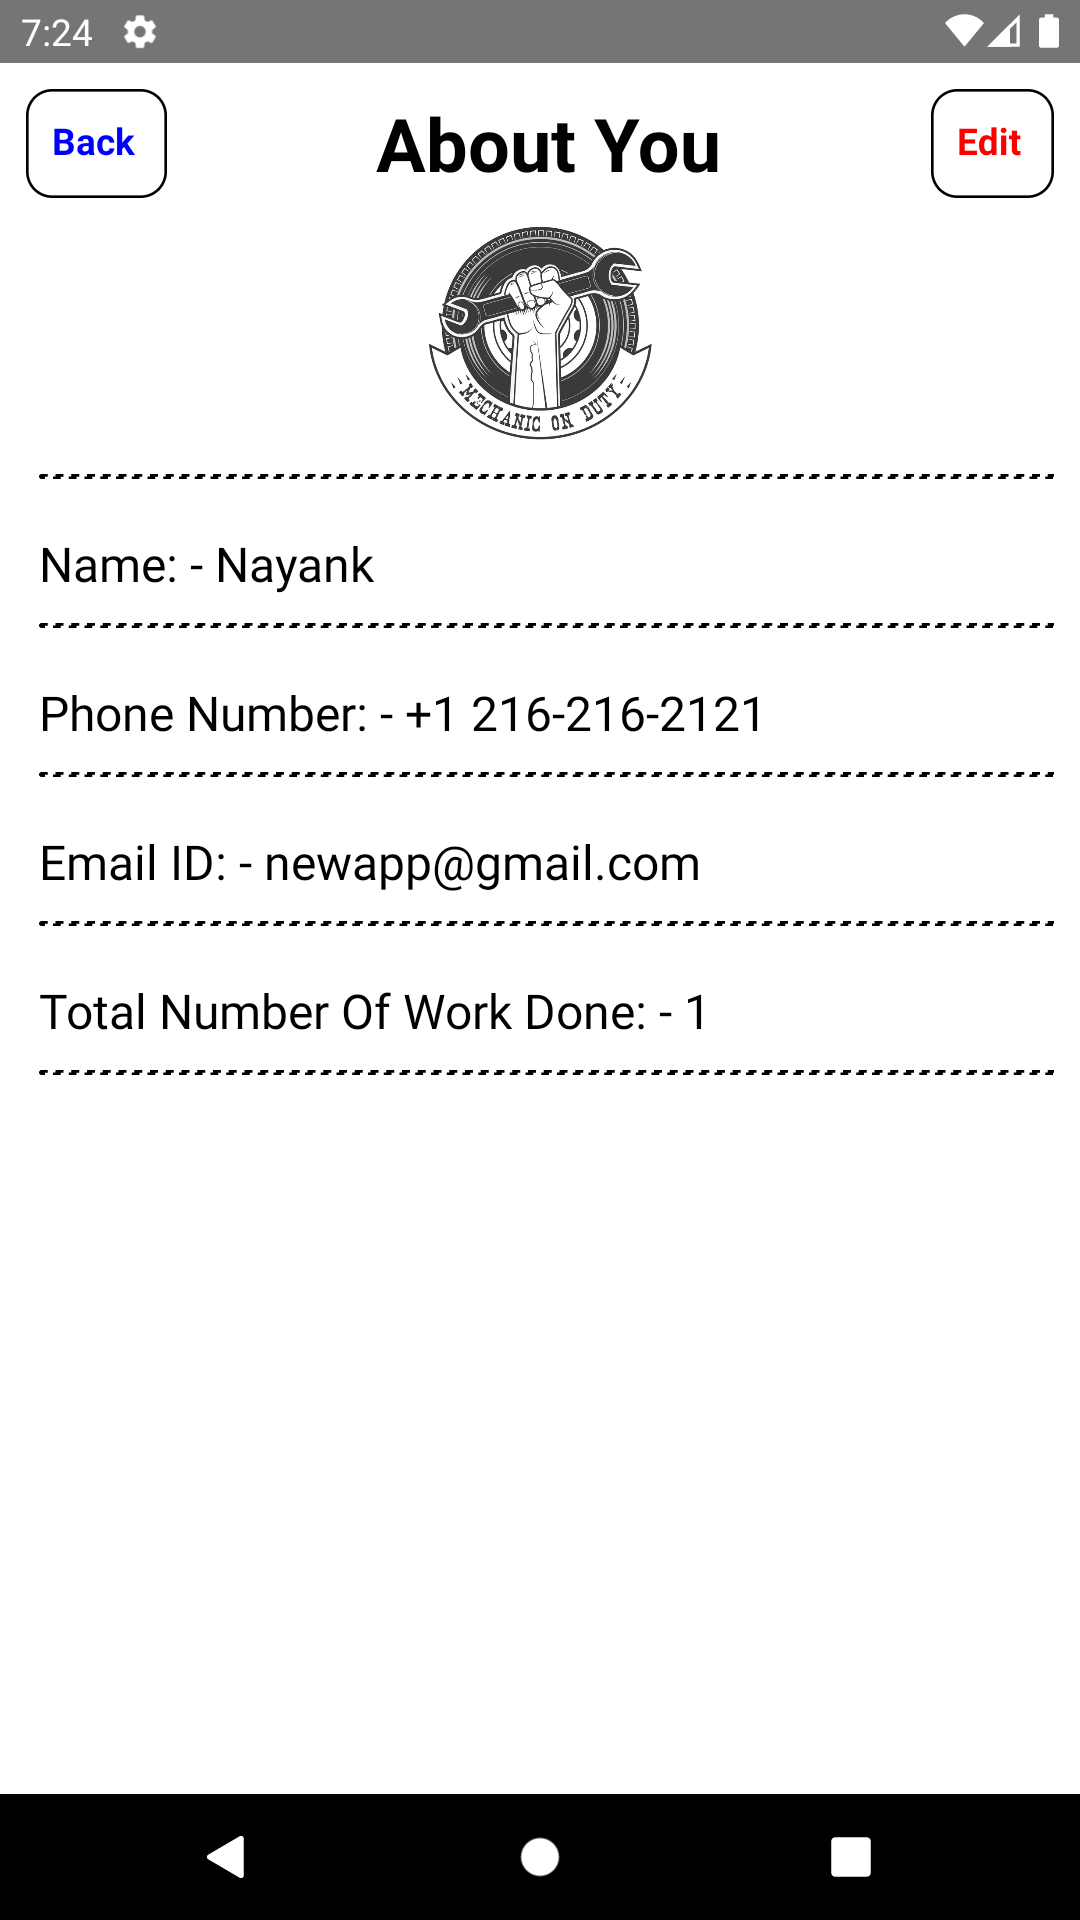 7:24
Back
About You
Edit
MECHANIC ON DUTY
Name: - Nayank
Phone Number: - +1 216-216-2121
Email ID: - newapp@gmail.com
Total Number Of Work Done: - 1